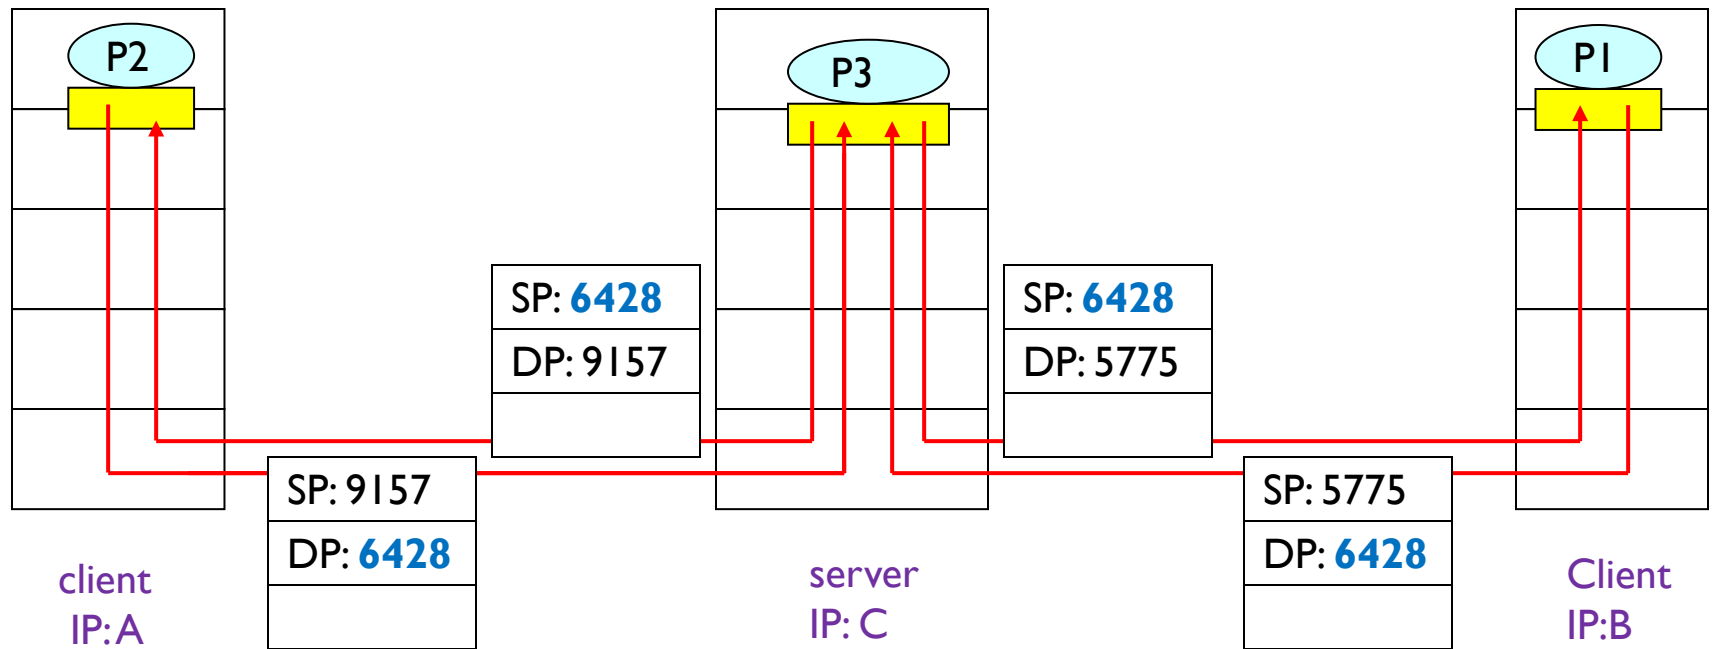 P2
P3
P1
SP: 6428
DP: 9157
SP: 6428
DP: 5775
SP: 9157
DP: 6428
SP: 5775
DP: 6428
client
IP: A
server
IP: C
Client
IP:B